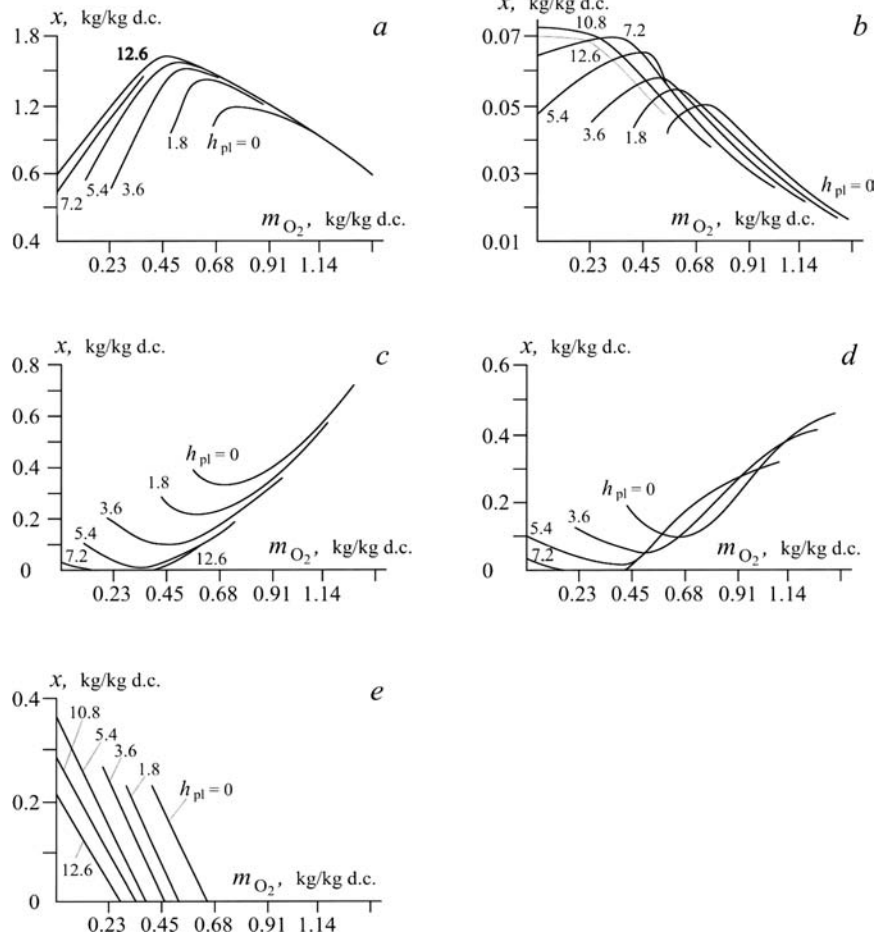 x, kg/kg d.c.
a
1.8
12.6
1.2
1.8
h_pl = 0
0.6
5.4
3.6
7.2
m_O2, kg/kg d.c.
0.4
0.23 0.45 0.68 0.91 1.14
x, kg/kg d.c.
b
10.8
7.2
0.07
12.6
0.05
5.4
3.6
1.8
0.03
h_pl = 0
m_O2, kg/kg d.c.
0.01
0.23 0.45 0.68 0.91 1.14
x, kg/kg d.c.
c
0.8
0.6
h_pl = 0
0.4
1.8
3.6
0.2
5.4
7.2
12.6
m_O2, kg/kg d.c.
0
0.23 0.45 0.68 0.91 1.14
x, kg/kg d.c.
d
0.6
0.4
h_pl = 0
0.2
3.6
5.4
7.2
m_O2, kg/kg d.c.
0
0.23 0.45 0.68 0.91 1.14
x, kg/kg d.c.
e
0.4
10.8
5.4
3.6
1.8
h_pl = 0
0.2
12.6
m_O2, kg/kg d.c.
0
0.23 0.45 0.68 0.91 1.14